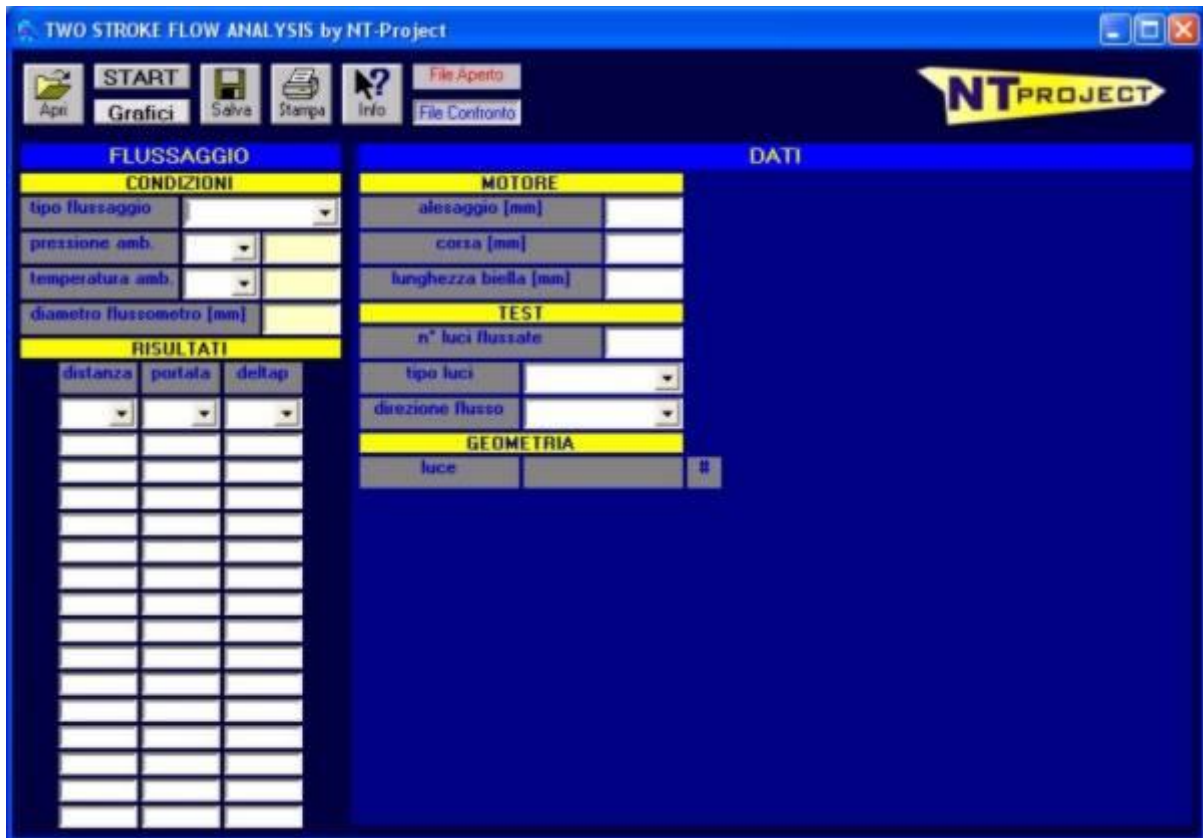 TWO STROKE FLOW ANALYSIS by NT-Project
Apri
START
Grafici
Salva
Stampa
Info
File Aperto
File Confronto
NT PROJECT
FLUSSAGGIO
CONDIZIONI
tipo flussaggio
pressione amb.
temperatura amb.
diametro flussometro [mm]
RISULTATI
distanza portata deltap
DATI
MOTORE
alesaggio [mm]
corsa [mm]
lunghezza biella [mm]
TEST
n° luci flussate
tipo luci
direzione flusso
GEOMETRIA
luce #